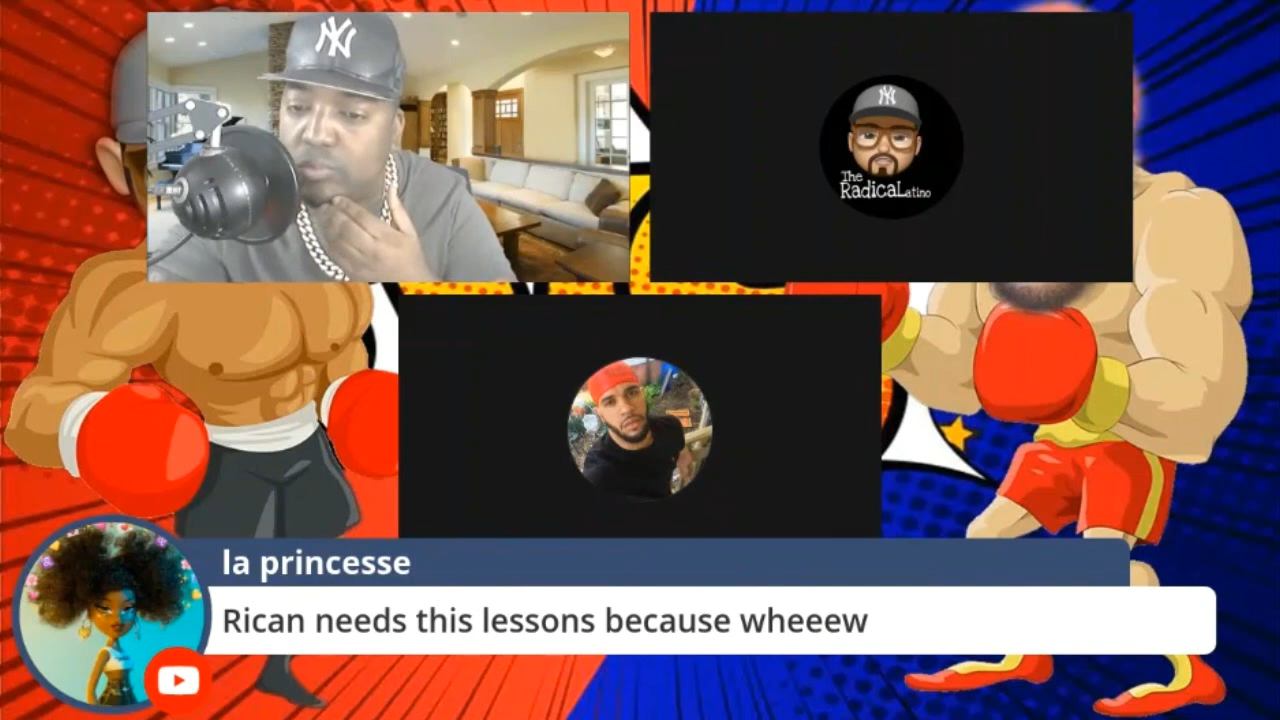 NY
NY
The
RadicaLatino
la princesse
Rican needs this lessons because wheeew